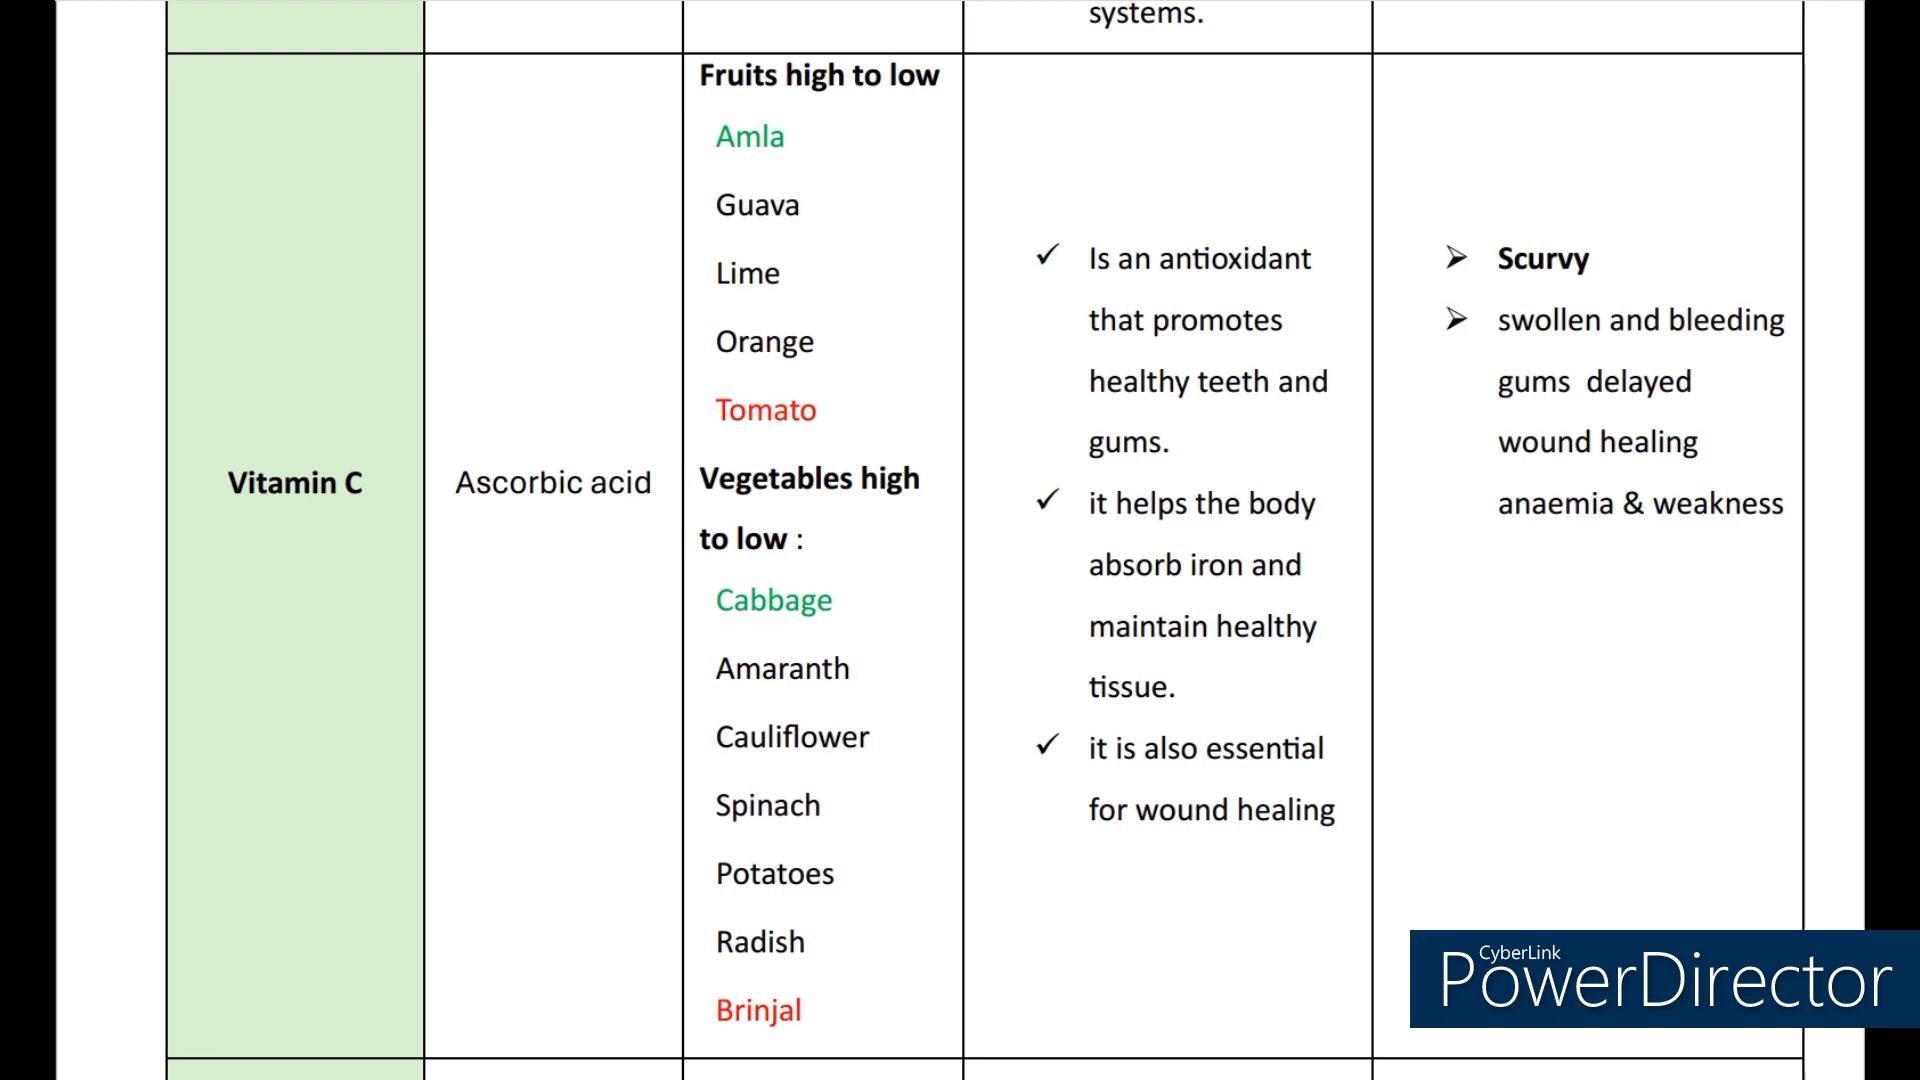 systems.
Vitamin C
Ascorbic acid
Fruits high to low
Amla
Guava
Lime
Orange
Tomato
Vegetables high
to low :
Cabbage
Amaranth
Cauliflower
Spinach
Potatoes
Radish
Brinjal
✓ Is an antioxidant
that promotes
healthy teeth and
gums.
✓ it helps the body
absorb iron and
maintain healthy
tissue.
✓ it is also essential
for wound healing
➢ Scurvy
➢ swollen and bleeding
gums  delayed
wound healing
anaemia & weakness
CyberLink
PowerDirector